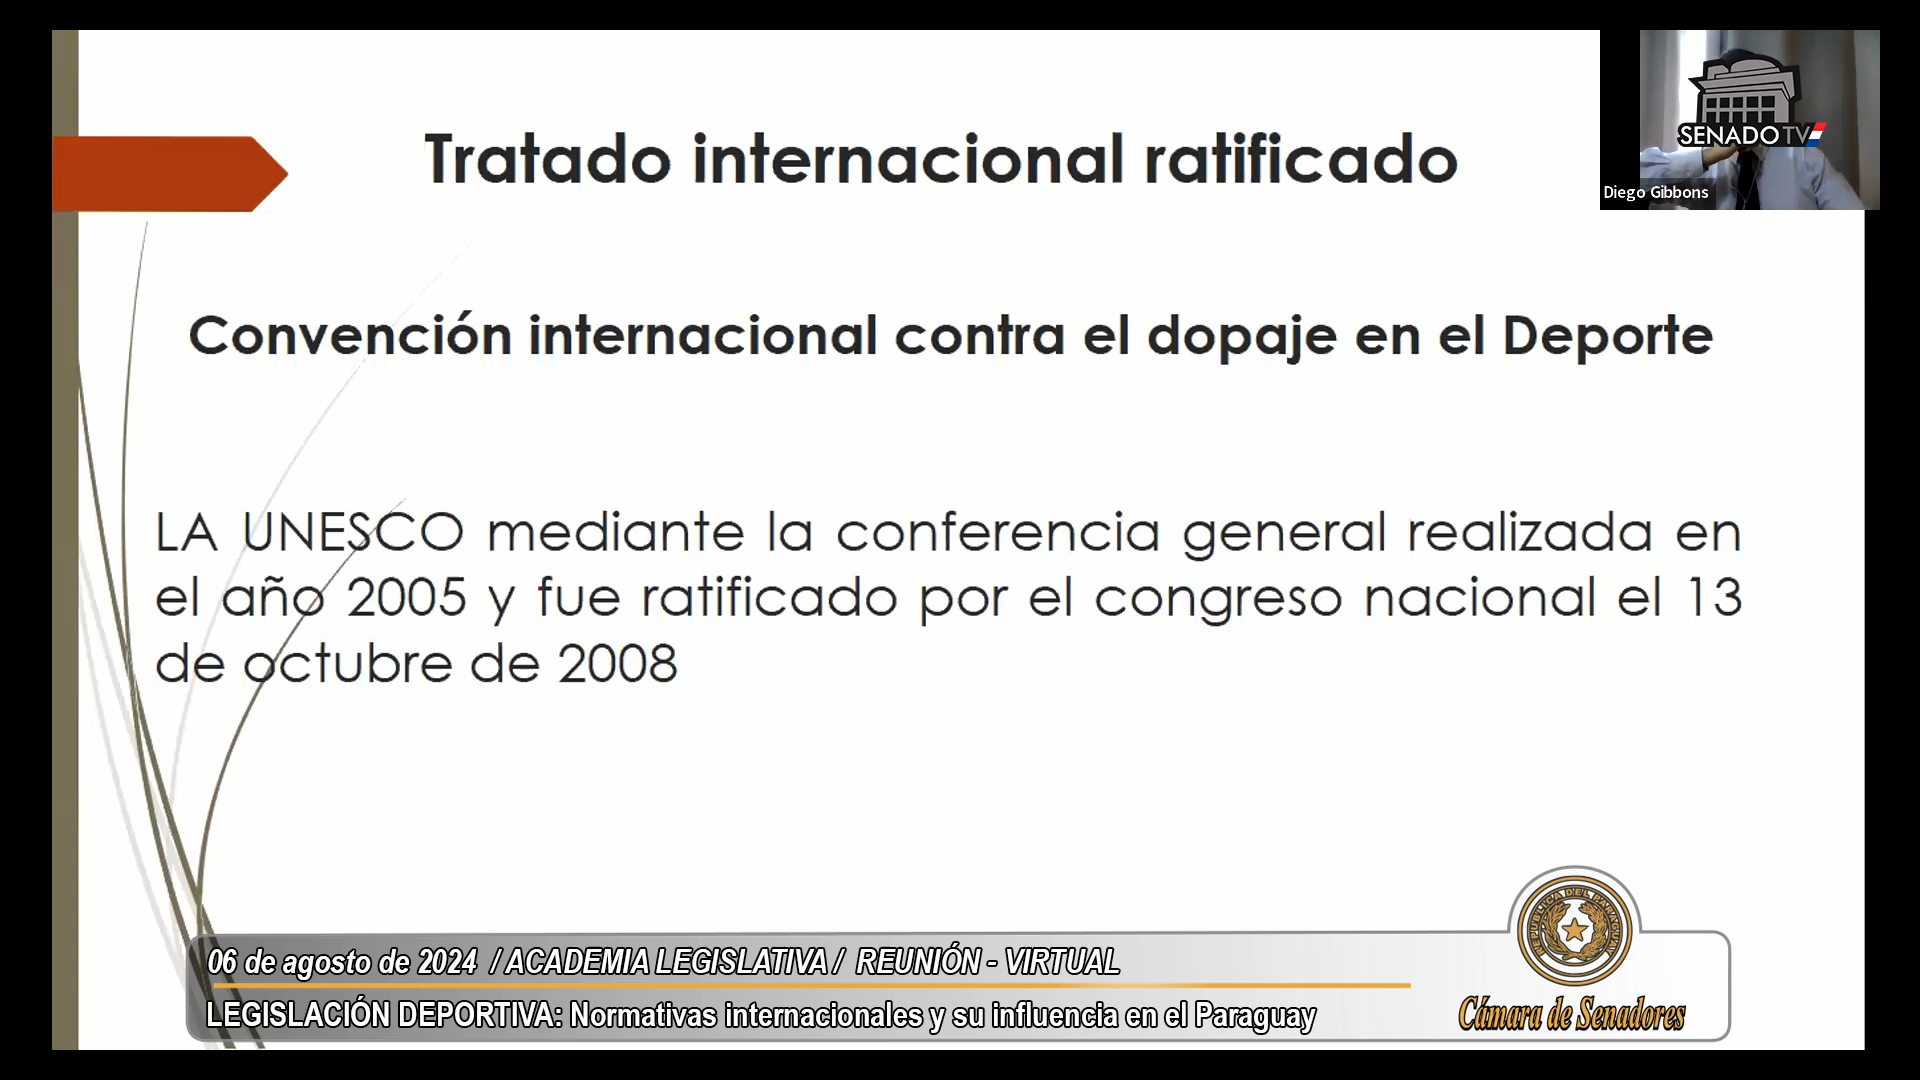 Tratado internacional ratificado
SENADO TV
Diego Gibbons
Convención internacional contra el dopaje en el Deporte
LA UNESCO mediante la conferencia general realizada en
el año 2005 y fue ratificado por el congreso nacional el 13
de octubre de 2008
REPUBLICA DEL PARAGUAY
06 de agosto de 2024 / ACADEMIA LEGISLATIVA / REUNIÓN - VIRTUAL
LEGISLACIÓN DEPORTIVA: Normativas internacionales y su influencia en el Paraguay
Cámara de Senadores